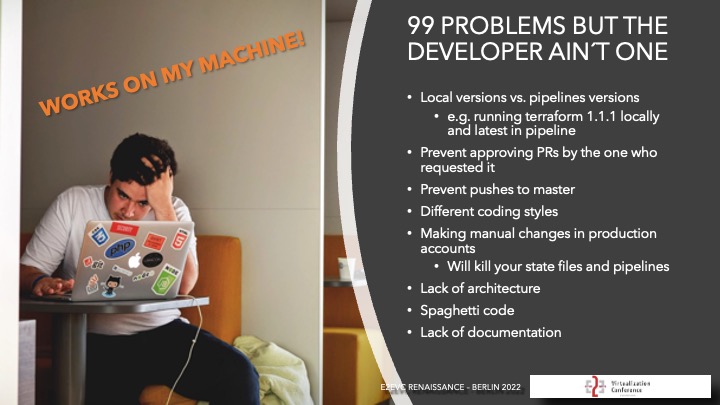 WORKS ON MY MACHINE!
99 PROBLEMS BUT THE
DEVELOPER AIN´T ONE
• Local versions vs. pipelines versions
• e.g. running terraform 1.1.1 locally
and latest in pipeline
• Prevent approving PRs by the one who
requested it
• Prevent pushes to master
• Different coding styles
• Making manual changes in production
accounts
• Will kill your state files and pipelines
• Lack of architecture
• Spaghetti code
• Lack of documentation
php
git
E2EVC RENAISSANCE - BERLIN 2022
Virtualization
Conference